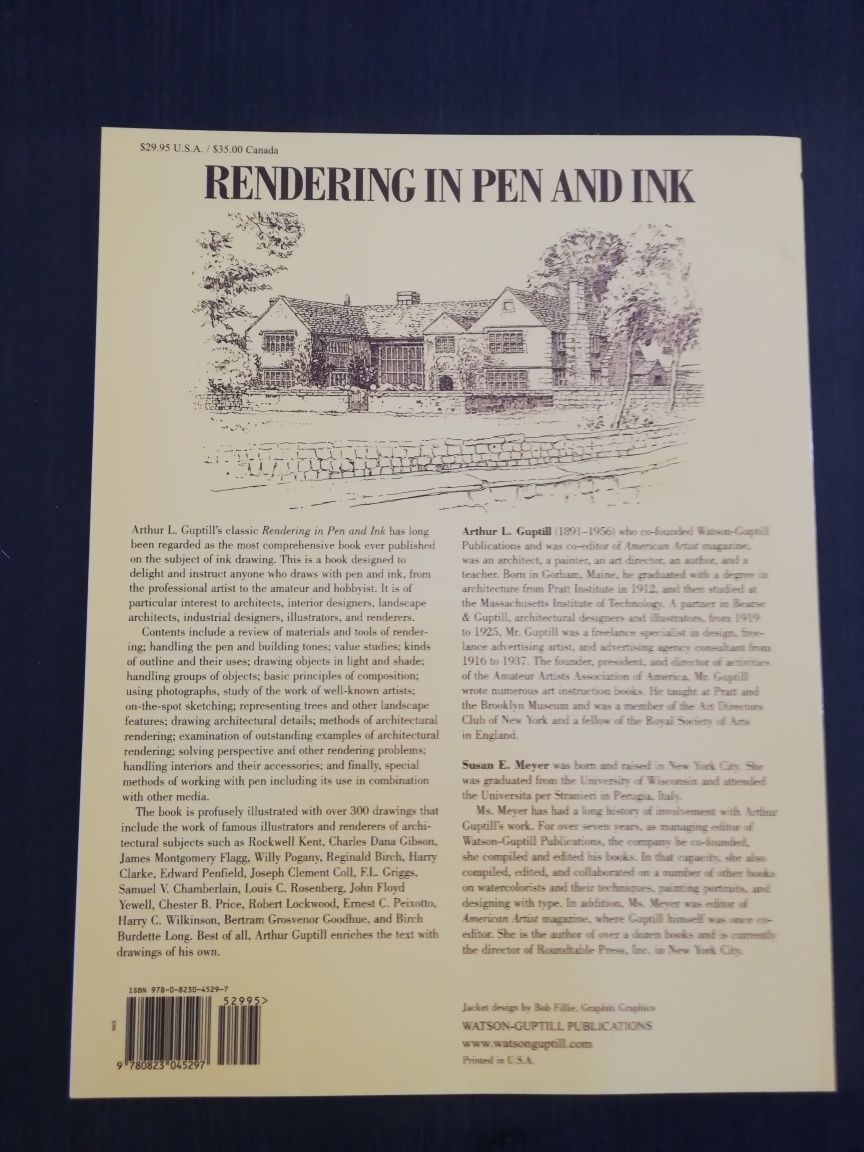 $29.95 U.S.A. / $35.00 Canada
RENDERING IN PEN AND INK
Arthur L. Guptill's classic Rendering in Pen and Ink has long
been regarded as the most comprehensive book ever published
on the subject of ink drawing. This is a book designed to
delight and instruct anyone who draws with pen and ink, from
the professional artist to the amateur and hobbyist. It is of
particular interest to architects, interior designers, landscape
architects, industrial designers, illustrators, and renderers.
Contents include a review of materials and tools of render-
ing; handling the pen and building tones; value studies; kinds
of outline and their uses; drawing objects in light and shade;
handling groups of objects; basic principles of composition;
using photographs, study of the work of well-known artists;
on-the-spot sketching; representing trees and other landscape
features; drawing architectural details; methods of architectural
rendering; examination of outstanding examples of architectural
rendering; solving perspective and other rendering problems;
handling interiors and their accessories; and finally, special
methods of working with pen including its use in combination
with other media.
The book is profusely illustrated with over 300 drawings that
include the work of famous illustrators and renderers of archi-
tectural subjects such as Rockwell Kent, Charles Dana Gibson,
James Montgomery Flagg, Willy Pogany, Reginald Birch, Harry
Clarke, Edward Penfield, Joseph Clement Coll, F.L. Griggs,
Samuel V. Chamberlain, Louis C. Rosenberg, John Floyd
Yewell, Chester B. Price, Robert Lockwood, Ernest C. Peixotto,
Harry C. Wilkinson, Bertram Grosvenor Goodhue, and Birch
Burdette Long. Best of all, Arthur Guptill enriches the text with
drawings of his own.
ISBN 978-0-8230-4529-7
52995>
9 780823 045297
Arthur L. Guptill (1891-1956) who co-founded Watson-Guptill
Publications and was co-editor of American Artist magazine,
was an architect, a painter, an art director, an author, and a
teacher. Born in Gorham, Maine, he graduated with a degree in
architecture from Pratt Institute in 1912, and then studied at
the Massachusetts Institute of Technology. A partner in Bearse
& Guptill, architectural designers and illustrators, from 1919
to 1925, Mr. Guptill was a freelance specialist in design, free-
lance advertising artist, and advertising agency consultant from
1916 to 1937. The founder, president, and director of activities
of the Amateur Artists Association of America, Mr. Guptill
wrote numerous art instruction books. He taught at Pratt and
the Brooklyn Museum and was a member of the Art Directors
Club of New York and a fellow of the Royal Society of Arts
in England.
Susan E. Meyer was born and raised in New York City. She
was graduated from the University of Wisconsin and attended
the Universita per Stranieri in Perugia, Italy.
Ms. Meyer has had a long history of involvement with Arthur
Guptill's work. For over seven years, as managing editor of
Watson-Guptill Publications, the company he co-founded,
she compiled and edited his books. In that capacity, she also
compiled, edited, and collaborated on a number of other books
on watercolorists and their techniques, painting portraits, and
designing with type. In addition, Ms. Meyer was editor of
American Artist magazine, where Guptill himself was once co-
editor. She is the author of over a dozen books and is currently
the director of Roundtable Press, Inc. in New York City.
Jacket design by Bob Fillie, Graphiti Graphics
WATSON-GUPTILL PUBLICATIONS
www.watsonguptill.com
Printed in U.S.A.